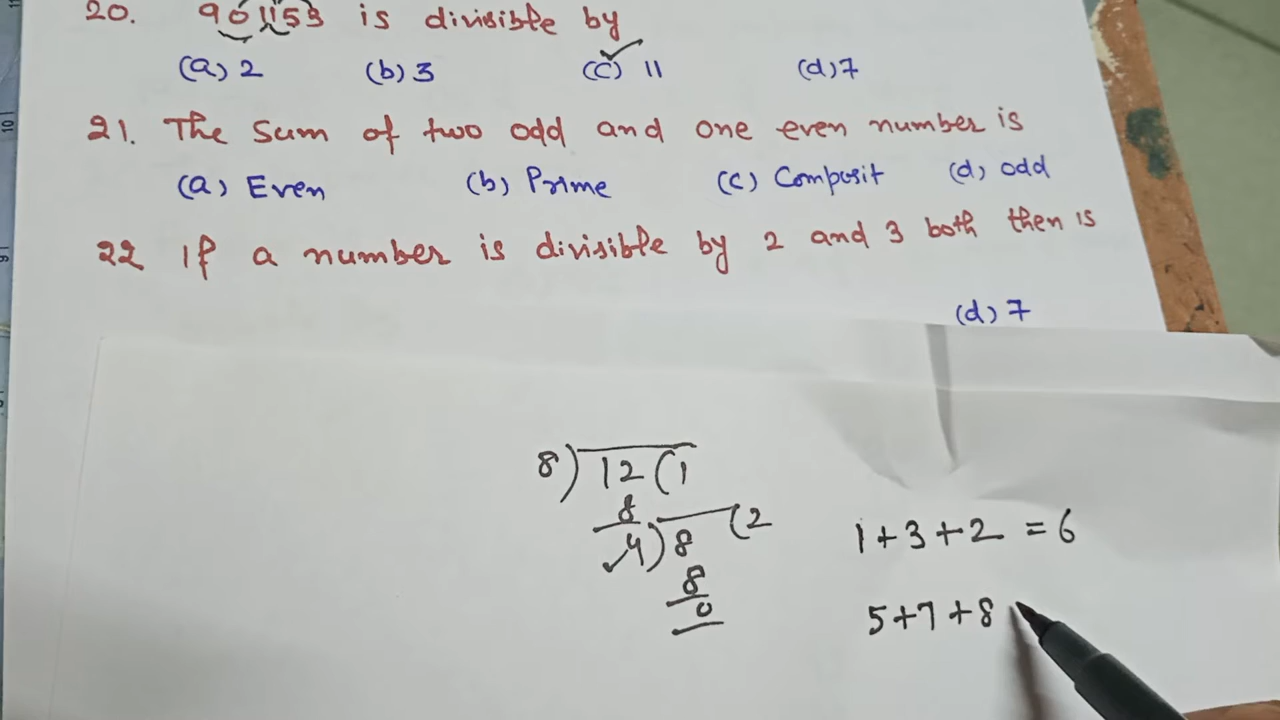 20. 901153 is divisible by
(a) 2 (b) 3 (c) 11 (d) 7
21. The sum of two odd and one even number is
(a) Even (b) Prime (c) Composit (d) odd
22 If a number is divisible by 2 and 3 both then is
(d) 7
8) 12 (1
8
4) 8 (2
8
0
1+3+2 = 6
5+7+8